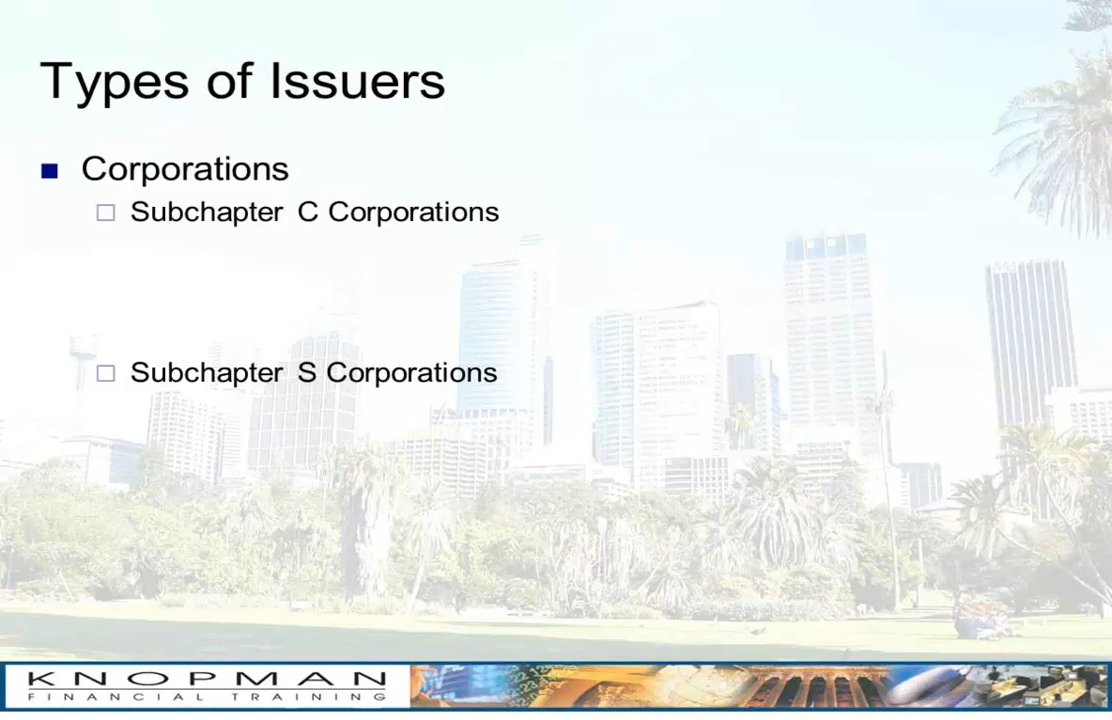 Types of Issuers
Corporations
Subchapter C Corporations
Subchapter S Corporations
KNOPMAN
FINANCIAL TRAINING